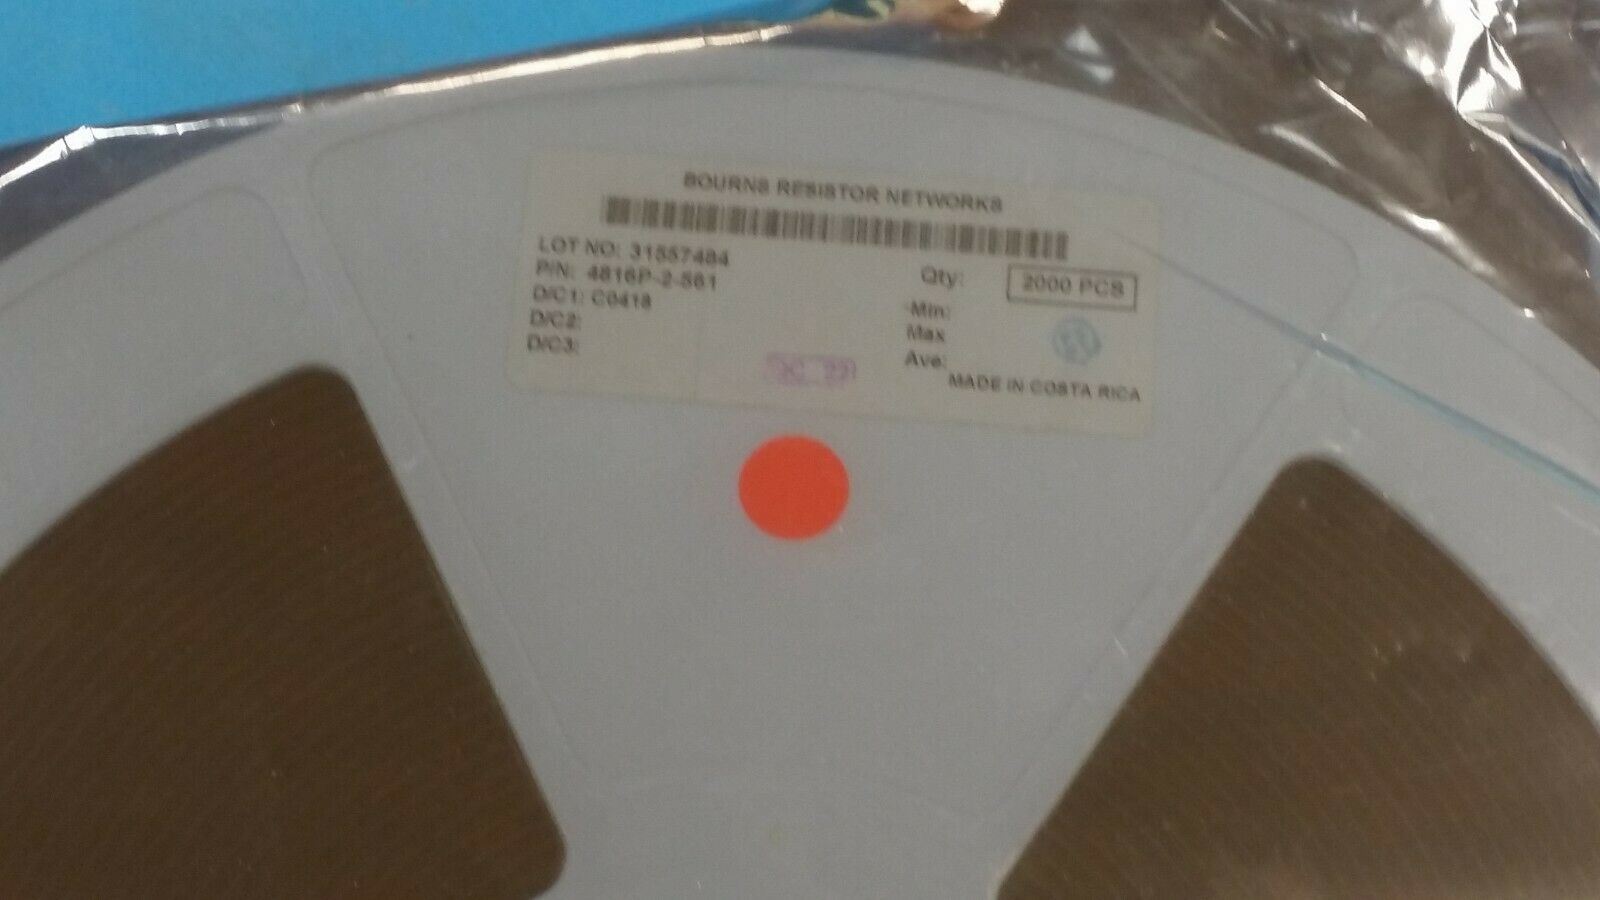 BOURNS RESISTOR NETWORKS
LOT NO: 31557484
P/N: 4816P-2-561
D/C1: C0418
D/C2:
D/C3:
Qty: 2000 PCS
Min:
Max
Ave:
MADE IN COSTA RICA